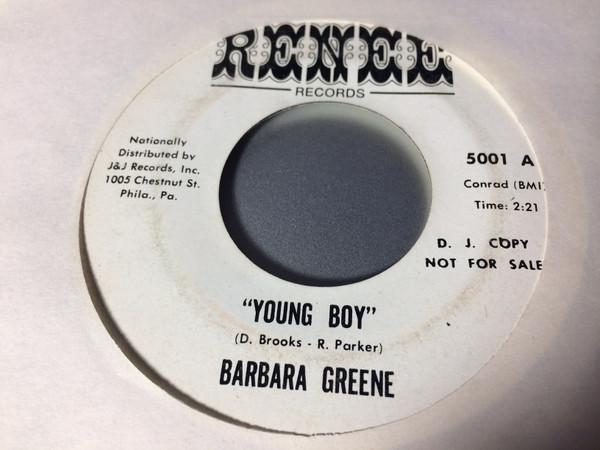 RENEE
RECORDS
Nationally
Distributed by
J&J Records, Inc.
1005 Chestnut St.
Phila., Pa.
5001 A
Conrad (BMI)
Time: 2:21
D. J. COPY
NOT FOR SALE
"YOUNG BOY"
(D. Brooks - R. Parker)
BARBARA GREENE